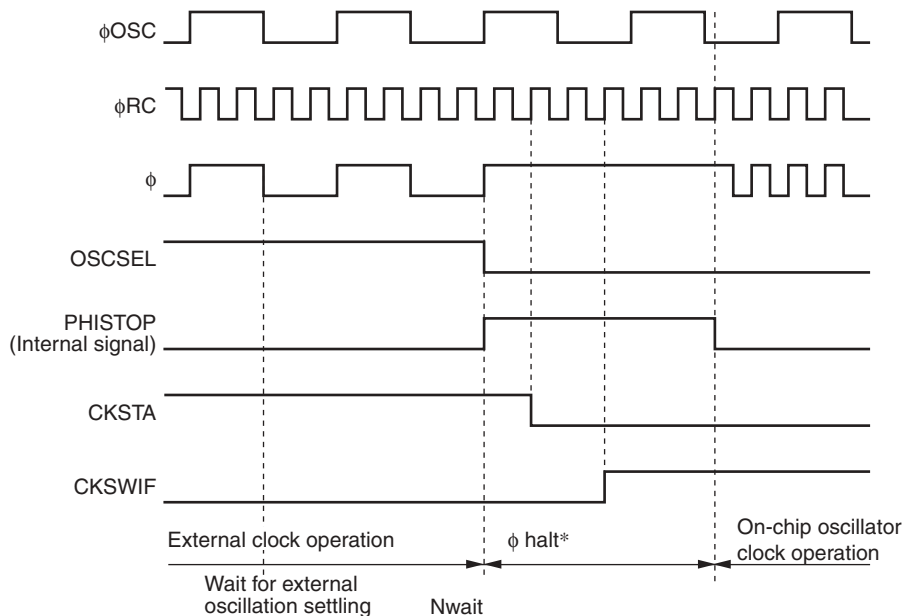 ϕOSC
ϕRC
ϕ
OSCSEL
PHISTOP
(Internal signal)
CKSTA
CKSWIF
External clock operation
ϕ halt*
On-chip oscillator
clock operation
Wait for external
oscillation settling
Nwait